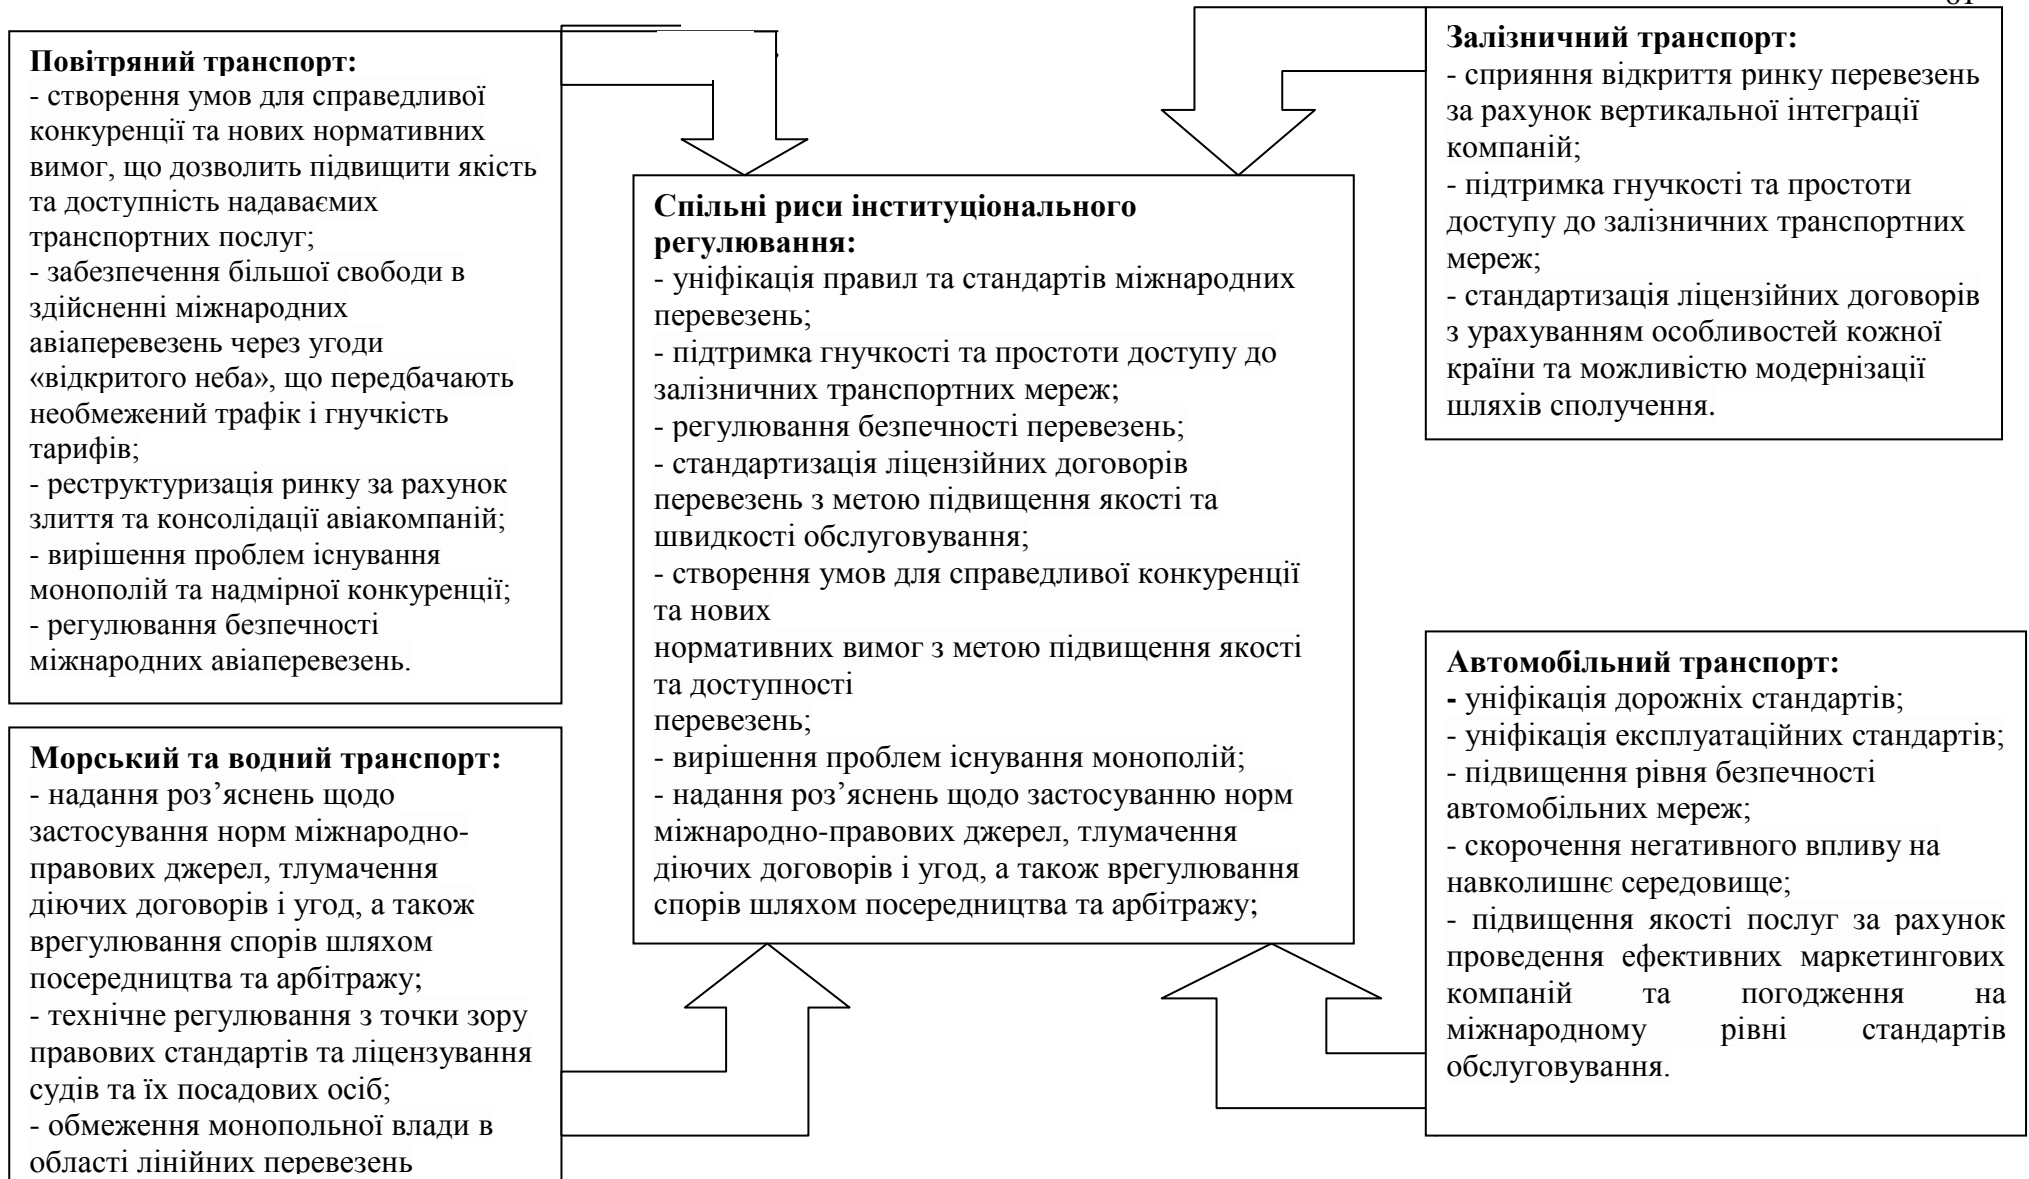 Повітряний транспорт:
- створення умов для справедливої
конкуренції та нових нормативних
вимог, що дозволить підвищити якість
та доступність надаваємих
транспортних послуг;
- забезпечення більшої свободи в
здійсненні міжнародних
авіаперевезень через угоди
«відкритого неба», що передбачають
необмежений трафік і гнучкість
тарифів;
- реструктуризація ринку за рахунок
злиття та консолідації авіакомпаній;
- вирішення проблем існування
монополій та надмірної конкуренції;
- регулювання безпечності
міжнародних авіаперевезень.
Морський та водний транспорт:
- надання роз’яснень щодо
застосування норм міжнародно-
правових джерел, тлумачення
діючих договорів і угод, а також
врегулювання спорів шляхом
посередництва та арбітражу;
- технічне регулювання з точки зору
правових стандартів та ліцензування
судів та їх посадових осіб;
- обмеження монопольної влади в
області лінійних перевезень
Спільні риси інституціонального
регулювання:
- уніфікація правил та стандартів міжнародних
перевезень;
- підтримка гнучкості та простоти доступу до
залізничних транспортних мереж;
- регулювання безпечності перевезень;
- стандартизація ліцензійних договорів
перевезень з метою підвищення якості та
швидкості обслуговування;
- створення умов для справедливої конкуренції
та нових
нормативних вимог з метою підвищення якості
та доступності
перевезень;
- вирішення проблем існування монополій;
- надання роз’яснень щодо застосуванню норм
міжнародно-правових джерел, тлумачення
діючих договорів і угод, а також врегулювання
спорів шляхом посередництва та арбітражу;
Залізничний транспорт:
- сприяння відкриття ринку перевезень
за рахунок вертикальної інтеграції
компаній;
- підтримка гнучкості та простоти
доступу до залізничних транспортних
мереж;
- стандартизація ліцензійних договорів
з урахуванням особливостей кожної
країни та можливістю модернізації
шляхів сполучення.
Автомобільний транспорт:
- уніфікація дорожніх стандартів;
- уніфікація експлуатаційних стандартів;
- підвищення рівня безпечності
автомобільних мереж;
- скорочення негативного впливу на
навколишнє середовище;
- підвищення якості послуг за рахунок
проведення ефективних маркетингових
компаній та погодження на
міжнародному рівні стандартів
обслуговування.